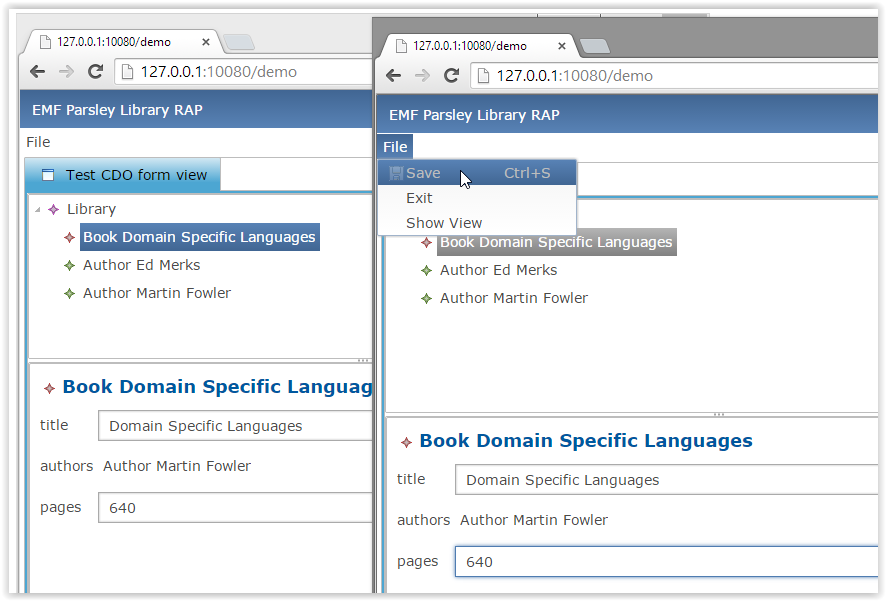 127.0.0.1:10080/demo
127.0.0.1:10080/demo
EMF Parsley Library RAP
File
Test CDO form view
Library
Book Domain Specific Languages
Author Ed Merks
Author Martin Fowler
Book Domain Specific Languag
title Domain Specific Languages
authors Author Martin Fowler
pages 640
127.0.0.1:10080/demo
127.0.0.1:10080/demo
EMF Parsley Library RAP
File
Save Ctrl+S
Exit
Show View
Book Domain Specific Languages
Author Ed Merks
Author Martin Fowler
Book Domain Specific Languages
title Domain Specific Languages
authors Author Martin Fowler
pages 640